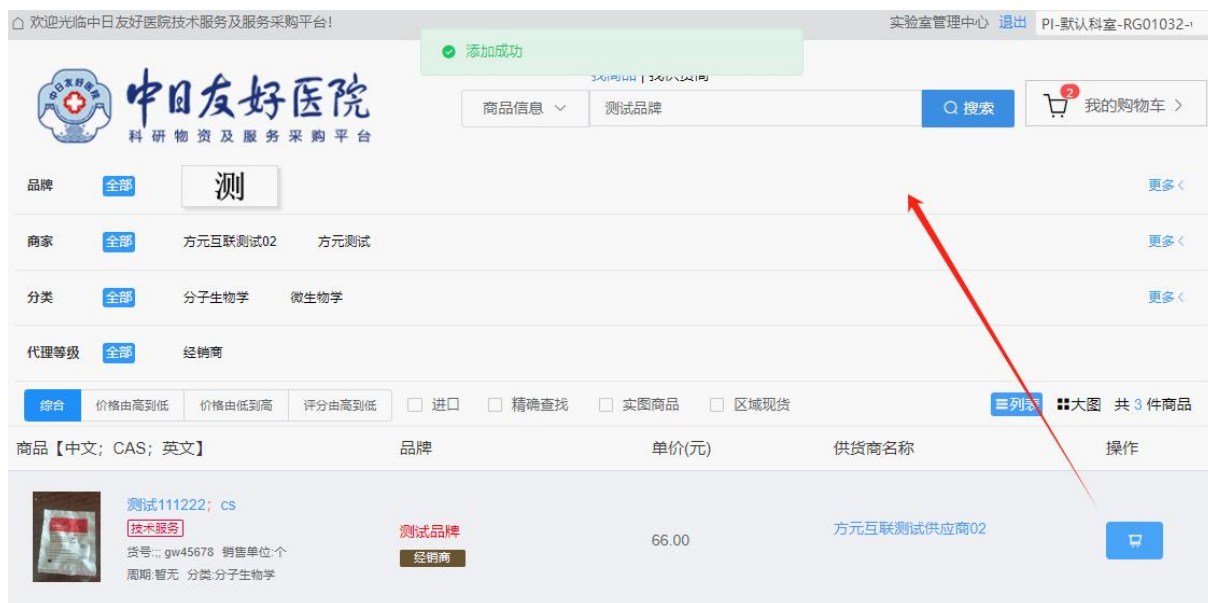 欢迎光临中日友好医院技术服务及服务采购平台!
实验室管理中心 退出 PI-默认科室-RG01032-
添加成功
找商品 | 找供货商
中日友好医院
科研物资及服务采购平台
商品信息 测试品牌 搜索 2 我的购物车
品牌 全部 测 更多
商家 全部 方元互联测试02 方元测试 更多
分类 全部 分子生物学 微生物学 更多
代理等级 全部 经销商
综合 价格由高到低 价格由低到高 评分由高到低 进口 精确查找 实图商品 区域现货 列表 大图 共 3 件商品
商品【中文; CAS; 英文】 品牌 单价(元) 供货商名称 操作
测试111222; cs
技术服务
货号:;; gw45678 销售单位:个
周期:暂无 分类:分子生物学
测试品牌
经销商
66.00
方元互联测试供应商02